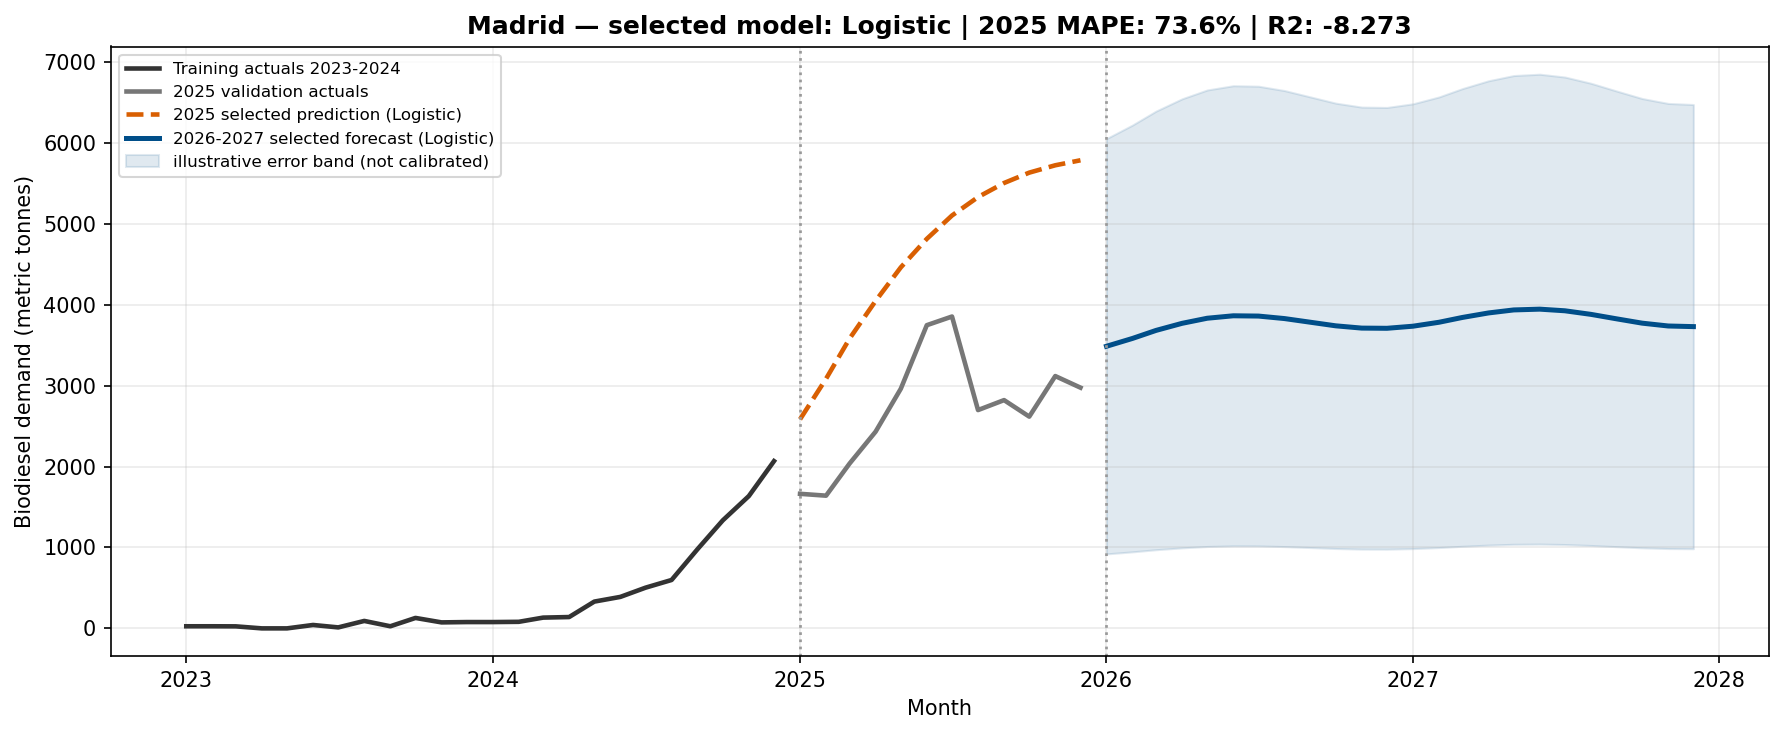 Madrid — selected model: Logistic | 2025 MAPE: 73.6% | R2: -8.273
Training actuals 2023-2024
2025 validation actuals
2025 selected prediction (Logistic)
2026-2027 selected forecast (Logistic)
illustrative error band (not calibrated)
Biodiesel demand (metric tonnes)
7000
6000
5000
4000
3000
2000
1000
0
2023
2024
2025
2026
2027
2028
Month